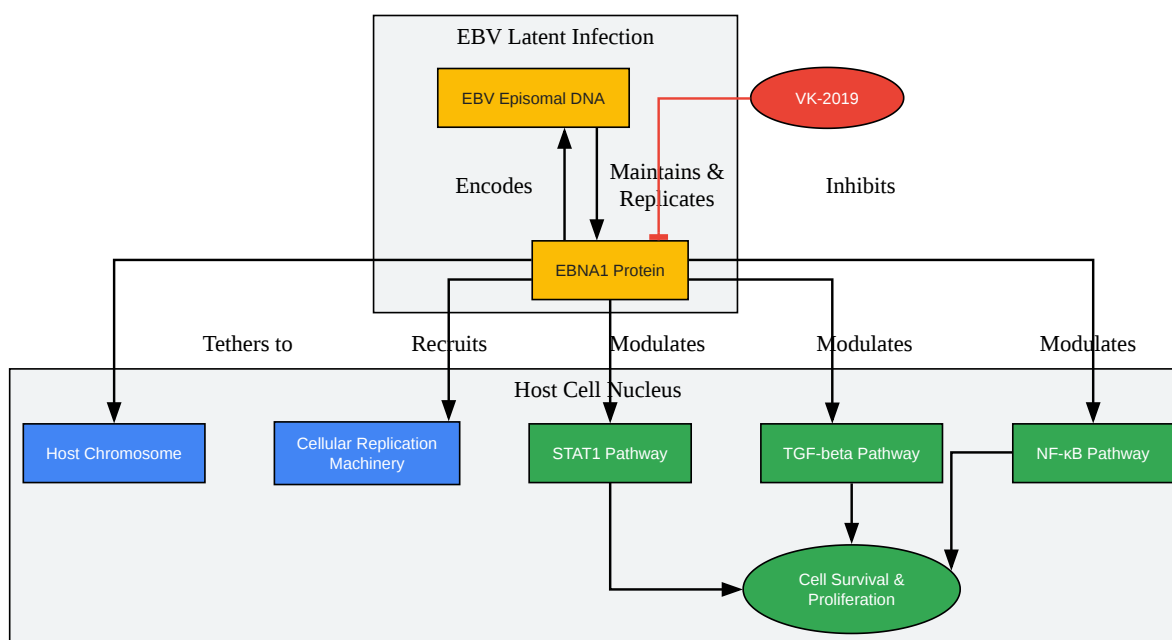 EBV Latent Infection
EBV Episomal DNA
VK-2019
Encodes
Maintains &
Replicates
Inhibits
EBNA1 Protein
Tethers to
Recruits
Modulates
Modulates
Modulates
Host Cell Nucleus
Host Chromosome
Cellular Replication
Machinery
STAT1 Pathway
TGF-beta Pathway
NF-κB Pathway
Cell Survival &
Proliferation